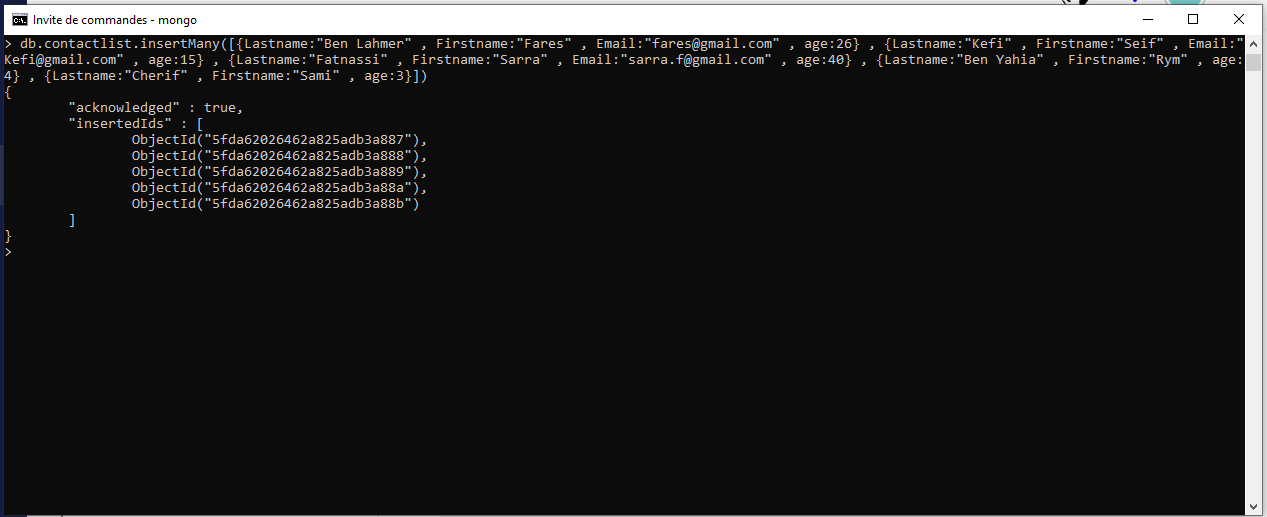 Invite de commandes - mongo
> db.contactlist.insertMany([{Lastname:"Ben Lahmer" , Firstname:"Fares" , Email:"fares@gmail.com" , age:26} , {Lastname:"Kefi" , Firstname:"Seif" , Email:"
Kefi@gmail.com" , age:15} , {Lastname:"Fatnassi" , Firstname:"Sarra" , Email:"sarra.f@gmail.com" , age:40} , {Lastname:"Ben Yahia" , Firstname:"Rym" , age:
4} , {Lastname:"Cherif" , Firstname:"Sami" , age:3}])
{
        "acknowledged" : true,
        "insertedIds" : [
                ObjectId("5fda62026462a825adb3a887"),
                ObjectId("5fda62026462a825adb3a888"),
                ObjectId("5fda62026462a825adb3a889"),
                ObjectId("5fda62026462a825adb3a88a"),
                ObjectId("5fda62026462a825adb3a88b")
        ]
}
>